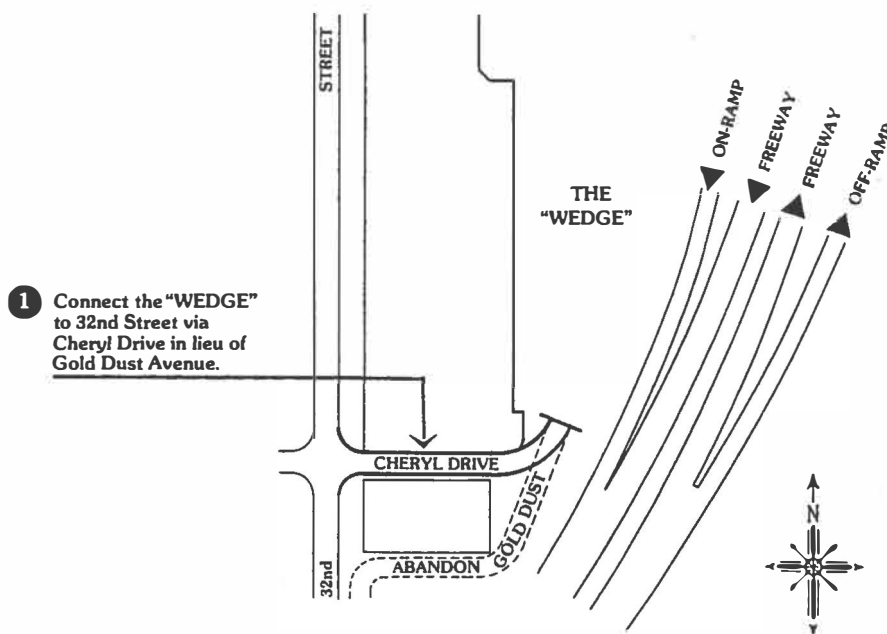 STREET
ON-RAMP
FREEWAY
FREEWAY
OFF-RAMP
THE
"WEDGE"
1
Connect the "WEDGE"
to 32nd Street via
Cheryl Drive in lieu of
Gold Dust Avenue.
CHERYL DRIVE
GOLD DUST
ABANDON
32nd
N